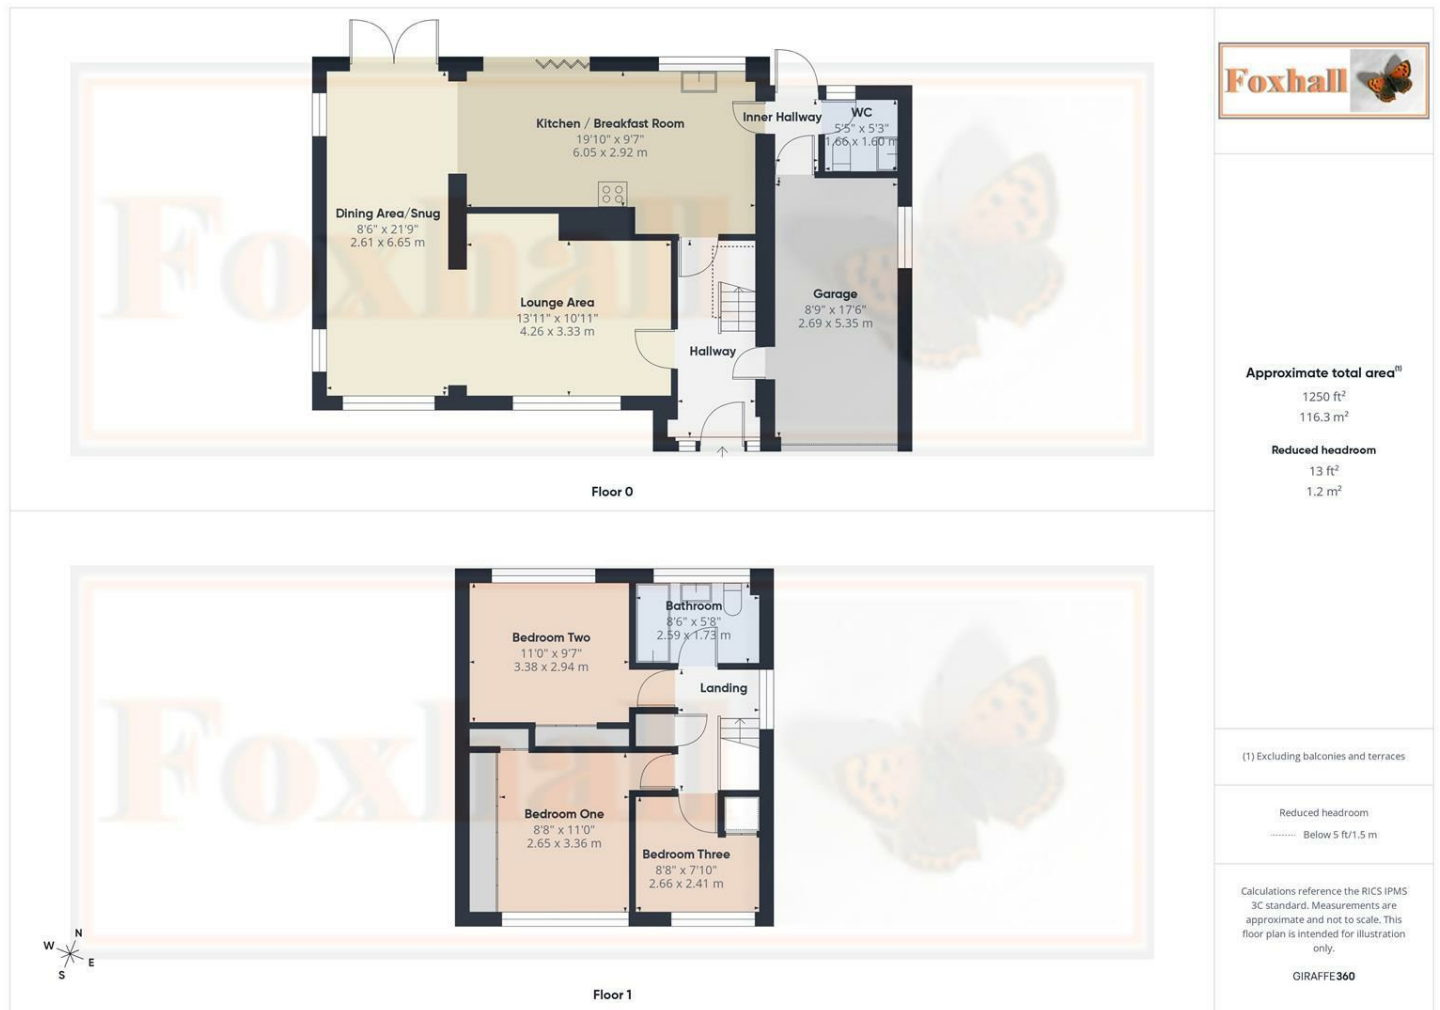 Foxhall
Kitchen / Breakfast Room
19'10" x 9'7"
6.05 x 2.92 m
Inner Hallway
WC
5'5" x 5'3"
1.66 x 1.60 m
Dining Area/Snug
8'6" x 21'9"
2.61 x 6.65 m
Lounge Area
13'11" x 10'11"
4.26 x 3.33 m
Hallway
Garage
8'9" x 17'6"
2.69 x 5.35 m
Foxhall
Floor 0
Bedroom Two
11'0" x 9'7"
3.38 x 2.94 m
Bathroom
8'6" x 5'8"
2.59 x 1.73 m
Landing
Bedroom One
8'8" x 11'0"
2.65 x 3.36 m
Bedroom Three
8'8" x 7'10"
2.66 x 2.41 m
Foxhall
N
W
E
S
Floor 1
Approximate total area(1)
1250 ft²
116.3 m²
Reduced headroom
13 ft²
1.2 m²
(1) Excluding balconies and terraces
Reduced headroom
Below 5 ft/1.5 m
Calculations reference the RICS IPMS
3C standard. Measurements are
approximate and not to scale. This
floor plan is intended for illustration
only.
GIRAFFE360